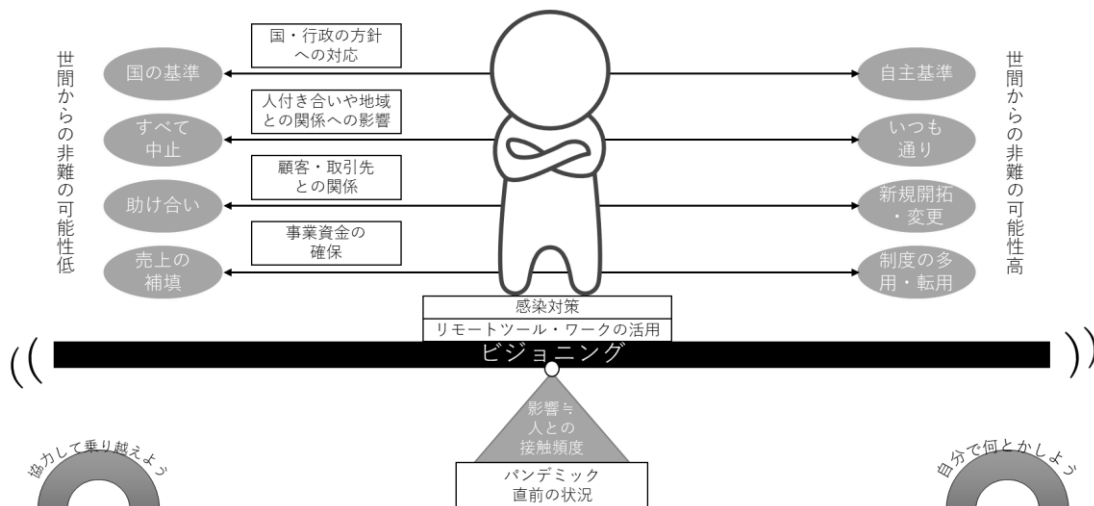 世間からの非難の可能性低
国・行政の方針
への対応
国の基準
自主基準
人付き合いや地域
との関係への影響
すべて
中止
いつも
通り
顧客・取引先
との関係
助け合い
新規開拓
・変更
事業資金の
確保
売上の
補填
制度の多
用・転用
世間からの非難の可能性高
感染対策
リモートツール・ワークの活用
ビジョニング
影響≒
人との
接触頻度
パンデミック
直前の状況
協力して乗り越えよう
自分で何とかしよう